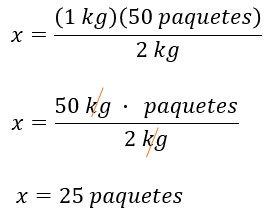 x = (1 kg)(50 paquetes) / 2 kg
x = 50 kg · paquetes / 2 kg
x = 25 paquetes